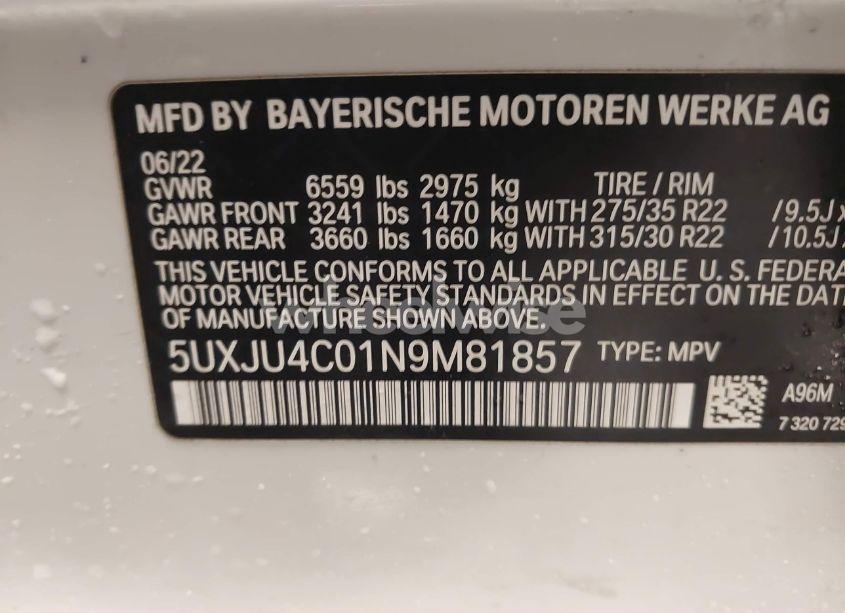 MFD BY BAYERISCHE MOTOREN WERKE AG
06/22
GVWR 6559 lbs 2975 kg TIRE / RIM
GAWR FRONT 3241 lbs 1470 kg WITH 275/35 R22 /9.5J x
GAWR REAR 3660 lbs 1660 kg WITH 315/30 R22 /10.5J
THIS VEHICLE CONFORMS TO ALL APPLICABLE U. S. FEDERA
MOTOR VEHICLE SAFETY STANDARDS IN EFFECT ON THE DAT
OF MANUFACTURE SHOWN ABOVE.
5UXJU4C01N9M81857 TYPE: MPV
A96M
7 320 729